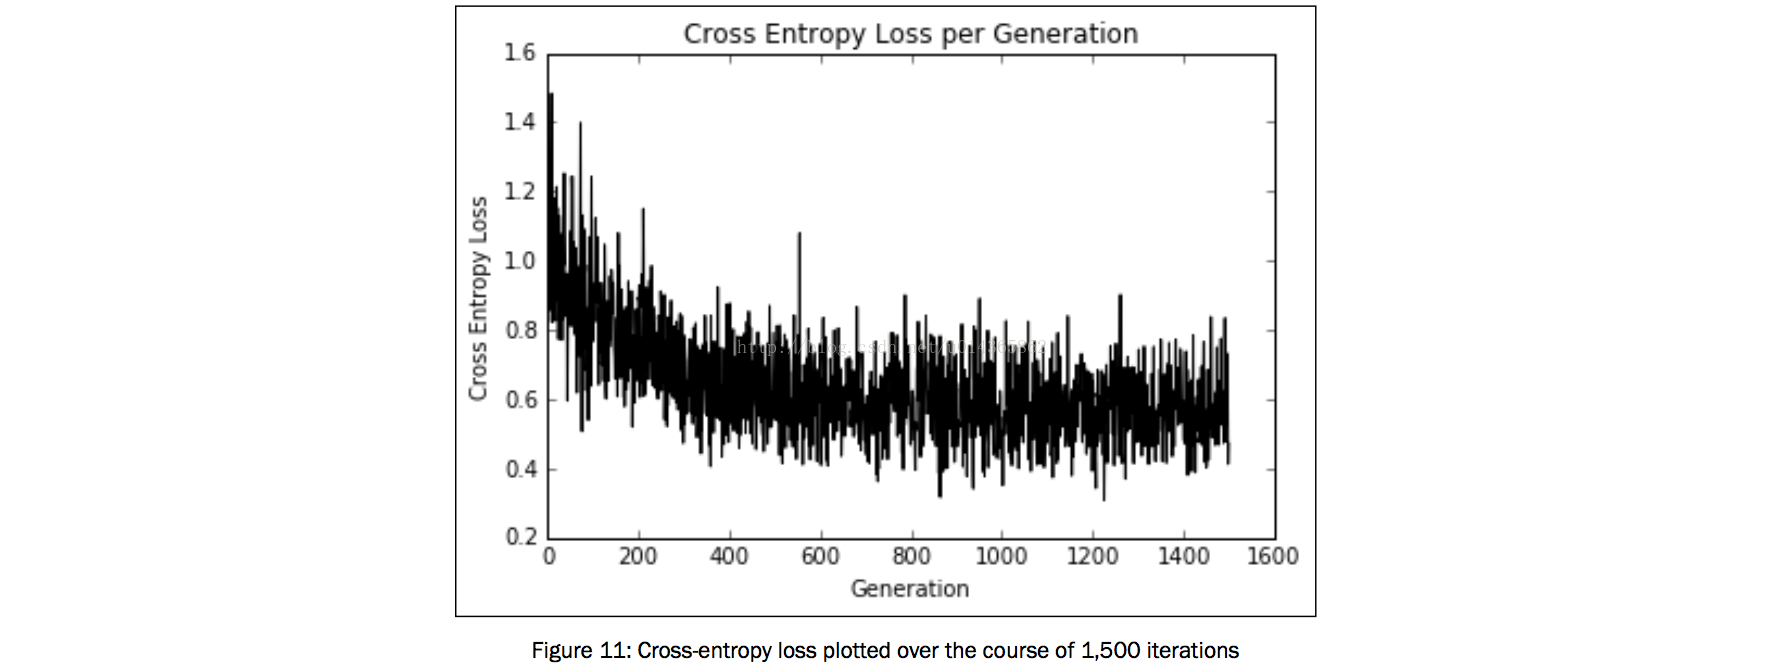 Cross Entropy Loss per Generation
1.6
1.4
1.2
1.0
0.8
0.6
0.4
0.2
Cross Entropy Loss
0 200 400 600 800 1000 1200 1400 1600
Generation
Figure 11: Cross-entropy loss plotted over the course of 1,500 iterations